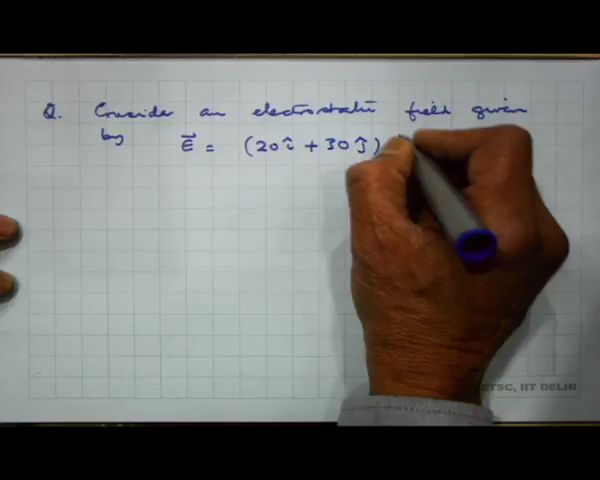 Q. Consider an electrostatic field given
by E⃗ = (20î + 30ĵ)
ETSC, IIT DELHI